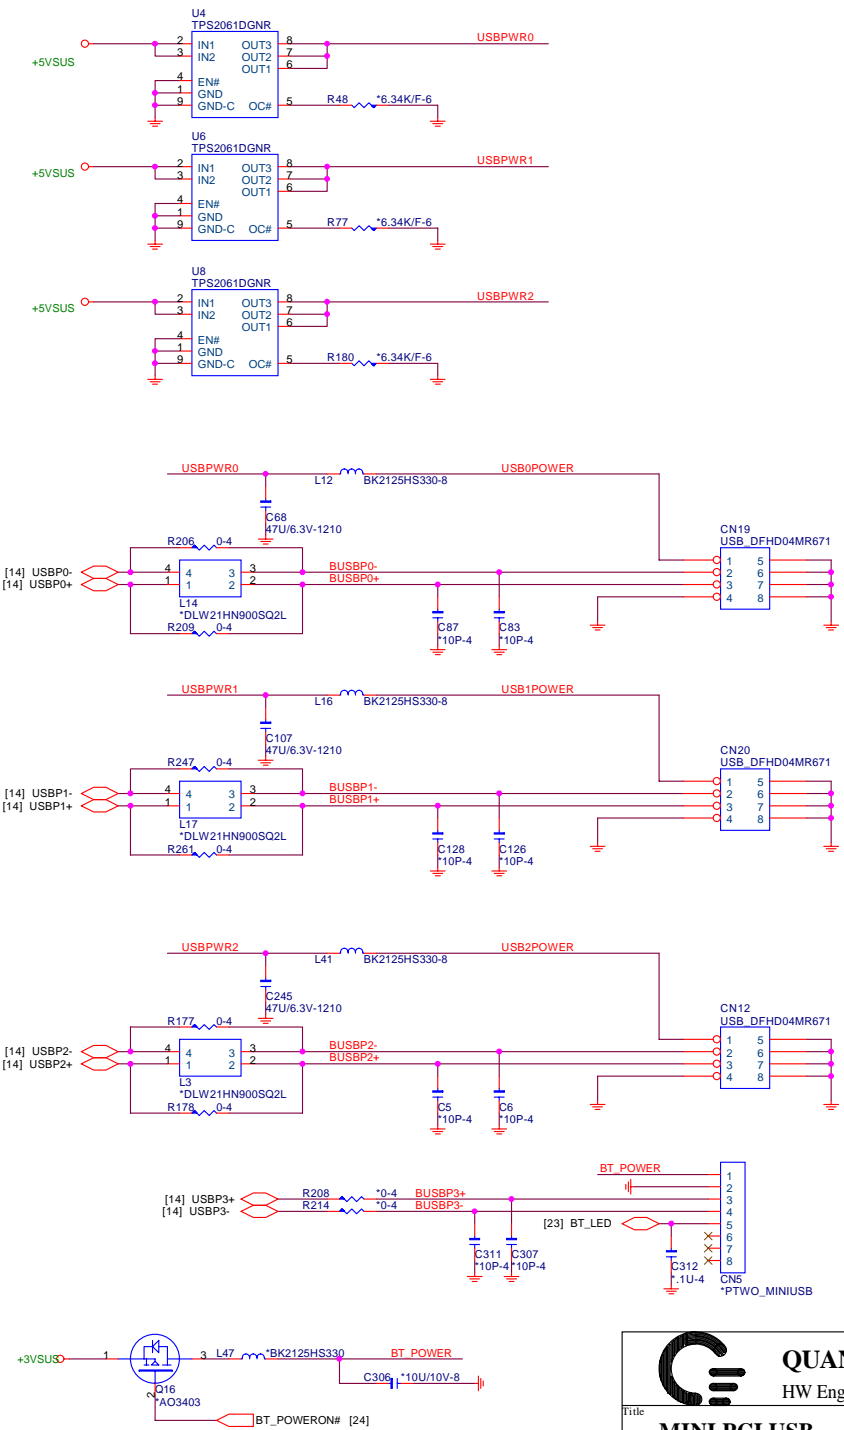 U4
TPS2061DGNR
+5VSUS
2 IN1 OUT3 8 USBPWR0
3 IN2 OUT2 7
OUT1 6
4 EN#
1 GND
9 GND-C OC# 5 R48 *6.34K/F-6
U6
TPS2061DGNR
+5VSUS
2 IN1 OUT3 8 USBPWR1
3 IN2 OUT2 7
OUT1 6
4 EN#
1 GND
9 GND-C OC# 5 R77 *6.34K/F-6
U8
TPS2061DGNR
+5VSUS
2 IN1 OUT3 8 USBPWR2
3 IN2 OUT2 7
OUT1 6
4 EN#
1 GND
9 GND-C OC# 5 R180 *6.34K/F-6
USBPWR0 L12 BK2125HS330-8 USB0POWER
C68
47U/6.3V-1210
CN19
USB_DFHD04MR671
R206 0-4
[14] USBP0- 4 4 3 3 BUSBP0-
[14] USBP0+ 1 1 2 2 BUSBP0+
L14
*DLW21HN900SQ2L
R209 0-4
C87 *10P-4
C83 *10P-4
1 5
2 6
3 7
4 8
USBPWR1 L16 BK2125HS330-8 USB1POWER
C107
47U/6.3V-1210
CN20
USB_DFHD04MR671
R247 0-4
[14] USBP1- 4 4 3 3 BUSBP1-
[14] USBP1+ 1 1 2 2 BUSBP1+
L17
*DLW21HN900SQ2L
R261 0-4
C128 *10P-4
C126 *10P-4
1 5
2 6
3 7
4 8
USBPWR2 L41 BK2125HS330-8 USB2POWER
C245
47U/6.3V-1210
CN12
USB_DFHD04MR671
R177 0-4
[14] USBP2- 4 4 3 3 BUSBP2-
[14] USBP2+ 1 1 2 2 BUSBP2+
L3
*DLW21HN900SQ2L
R178 0-4
C5 *10P-4
C6 *10P-4
1 5
2 6
3 7
4 8
BT_POWER
[14] USBP3+ R208 *0-4 BUSBP3+
[14] USBP3- R214 *0-4 BUSBP3-
[23] BT_LED
C311 *10P-4
C307 *10P-4
C312
*.1U-4
1
2
3
4
5
6
7
8
CN5
*PTWO_MINIUSB
+3VSUS 1 3 L47 *BK2125HS330 BT_POWER
C306 *10U/10V-8
Q16
*AO3403
2
BT_POWERON# [24]
QUAN
HW Eng
Title
MINI PCI,USB